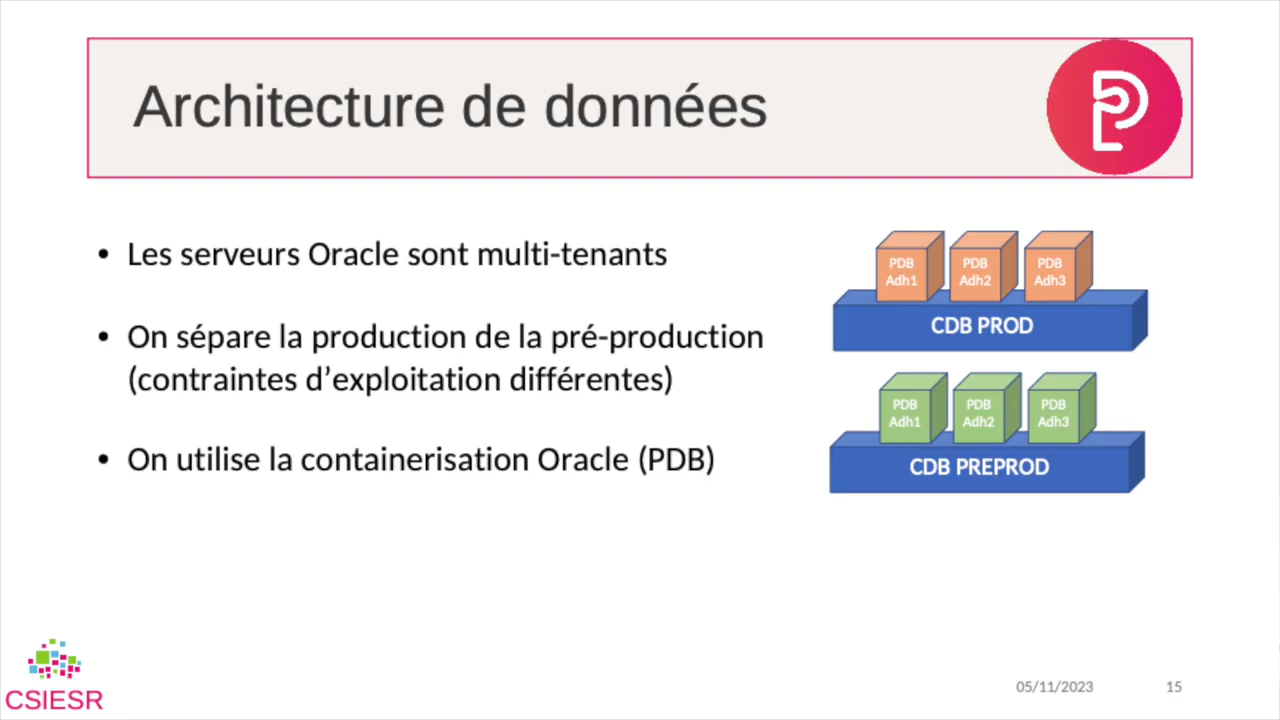 Architecture de données
• Les serveurs Oracle sont multi-tenants
• On sépare la production de la pré-production
(contraintes d’exploitation différentes)
• On utilise la containerisation Oracle (PDB)
PDB Adh1
PDB Adh2
PDB Adh3
CDB PROD
PDB Adh1
PDB Adh2
PDB Adh3
CDB PREPROD
CSIESR
05/11/2023
15